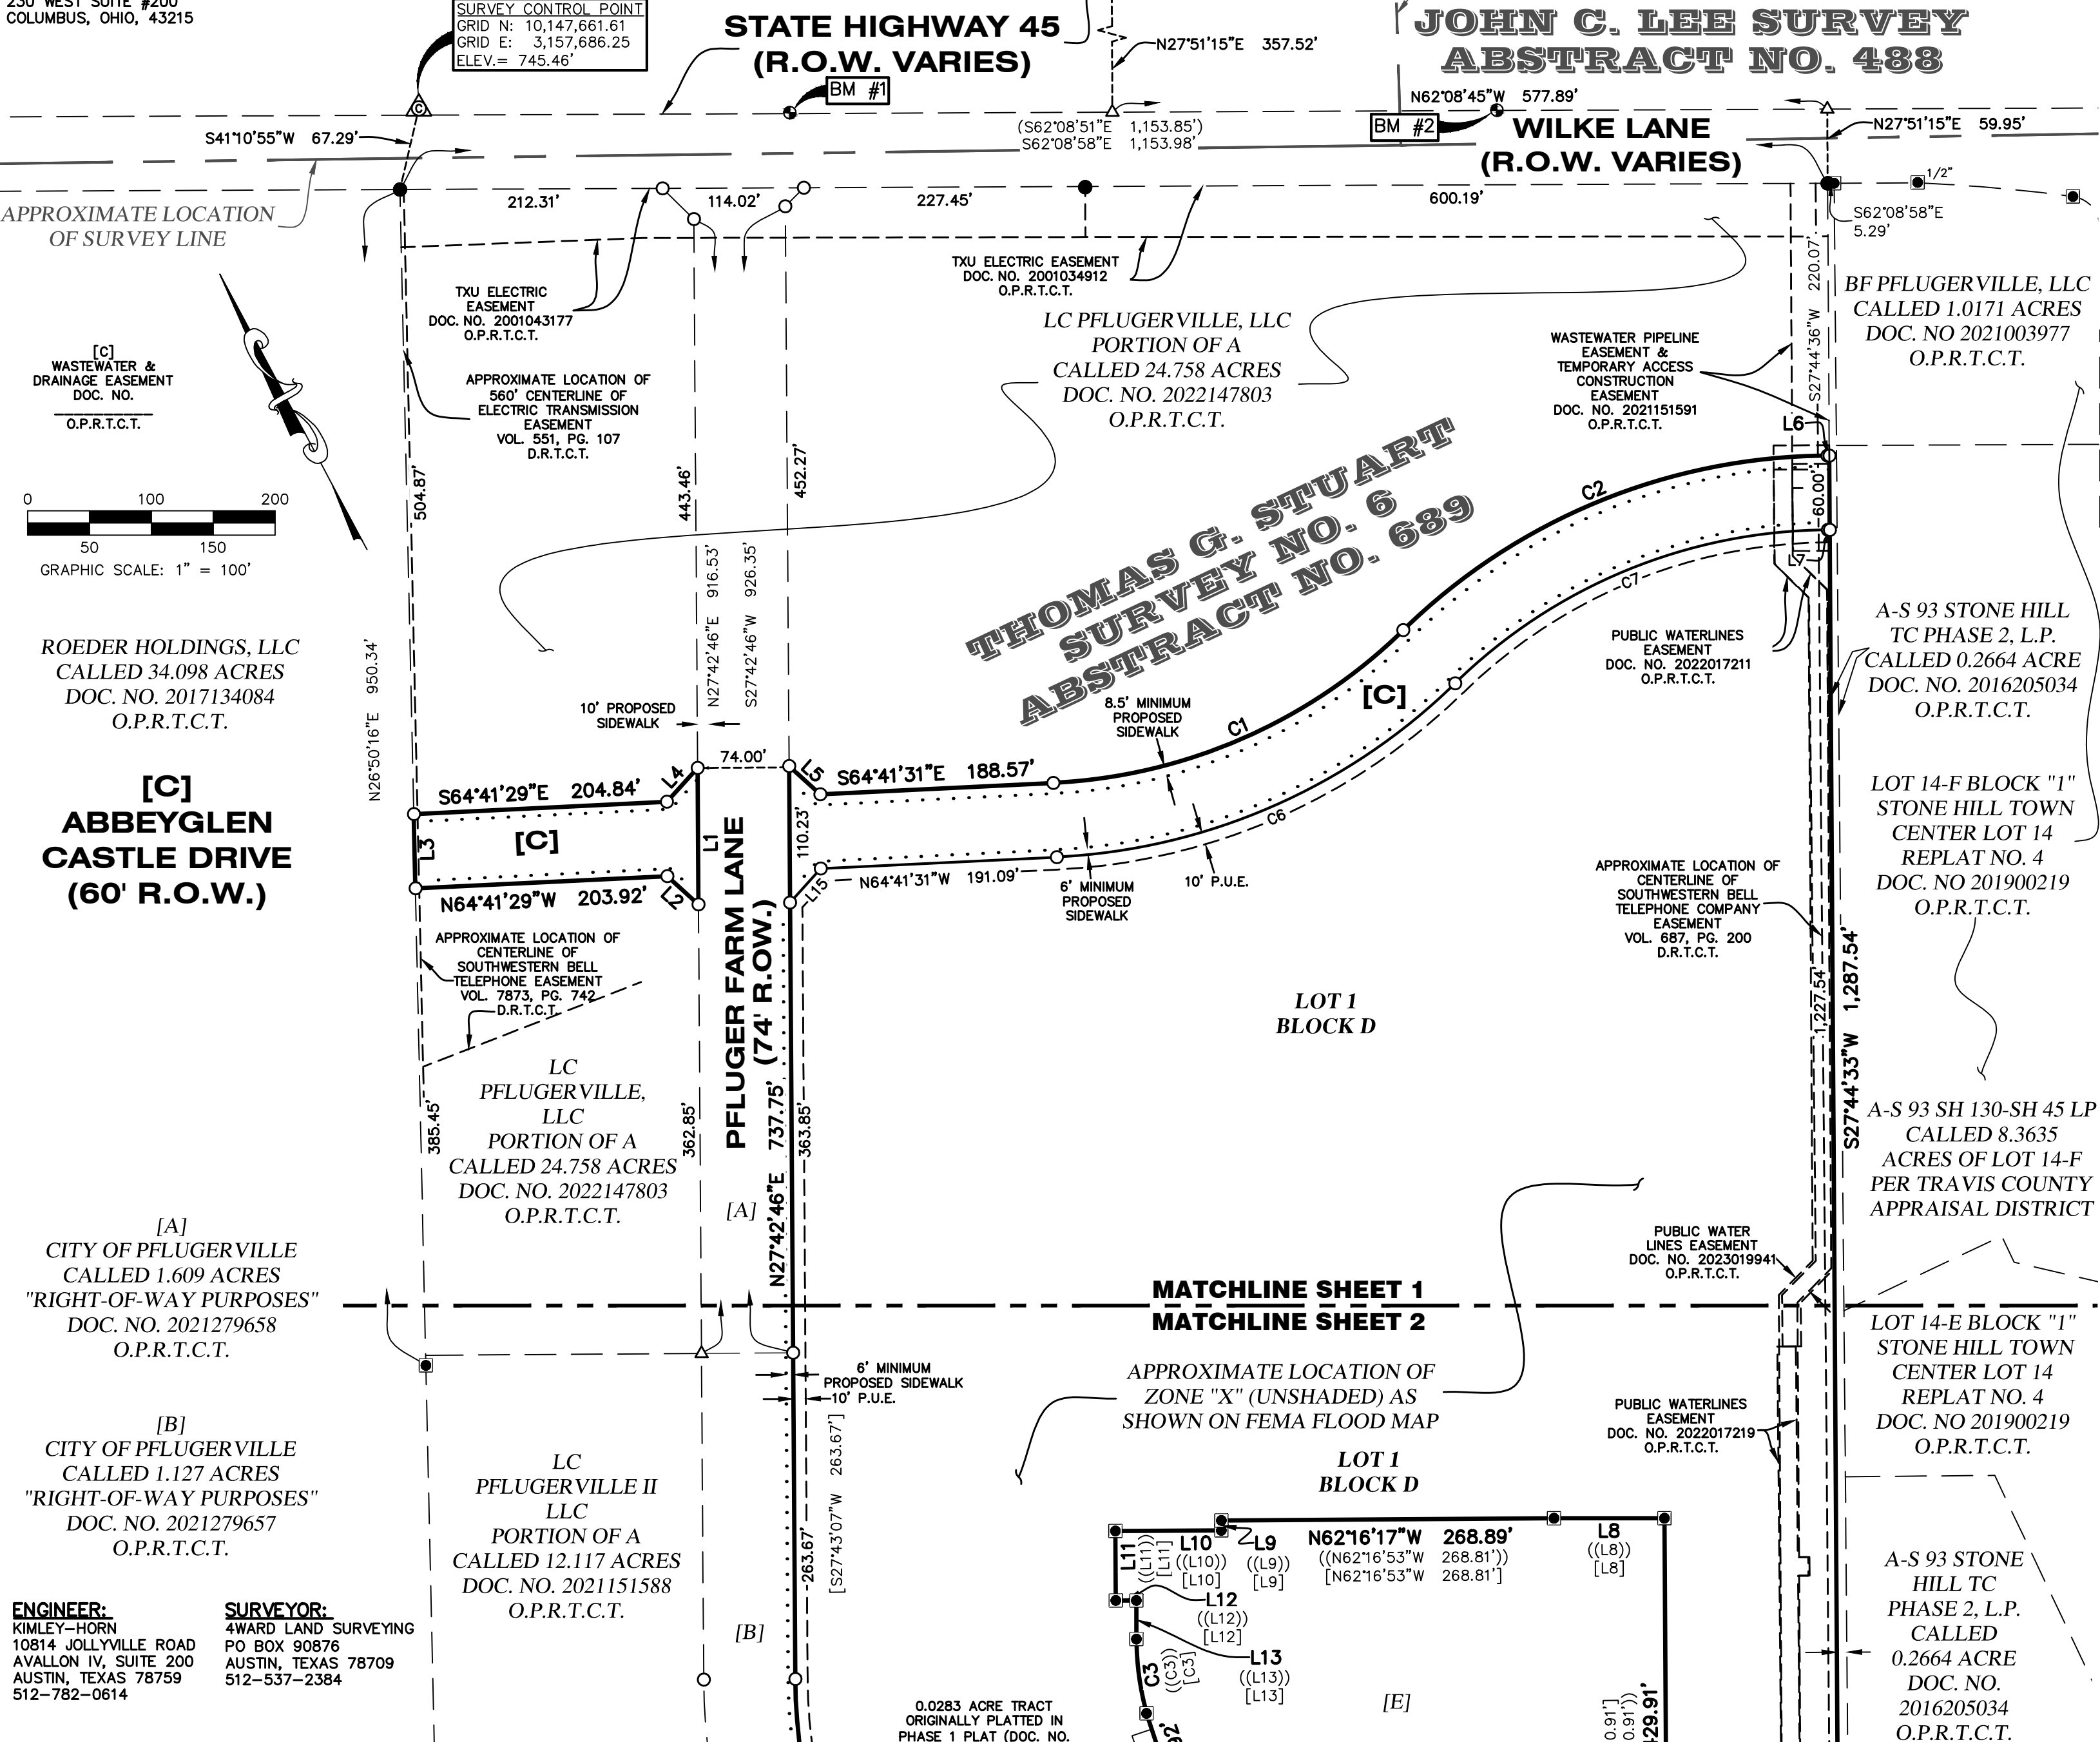 230 WEST SUITE #200
COLUMBUS, OHIO, 43215
SURVEY CONTROL POINT
GRID N: 10,147,661.61
GRID E: 3,157,686.25
ELEV.= 745.46'
STATE HIGHWAY 45
(R.O.W. VARIES)
BM #1
N27°51'15"E 357.52'
JOHN C. LEE SURVEY
ABSTRACT NO. 488
N62°08'45"W 577.89'
BM #2
WILKE LANE
(R.O.W. VARIES)
N27°51'15"E 59.95'
C
S41°10'55"W 67.29'
(S62°08'51"E 1,153.85')
S62°08'58"E 1,153.98'
1/2"
S62°08'58"E
5.29'
APPROXIMATE LOCATION
OF SURVEY LINE
212.31'
114.02'
227.45'
600.19'
TXU ELECTRIC
EASEMENT
DOC. NO. 2001043177
O.P.R.T.C.T.
TXU ELECTRIC EASEMENT
DOC. NO. 2001034912
O.P.R.T.C.T.
S27°44'36"W 220.07'
BF PFLUGERVILLE, LLC
CALLED 1.0171 ACRES
DOC. NO 2021003977
O.P.R.T.C.T.
[C]
WASTEWATER &
DRAINAGE EASEMENT
DOC. NO.
__________
O.P.R.T.C.T.
APPROXIMATE LOCATION OF
560' CENTERLINE OF
ELECTRIC TRANSMISSION
EASEMENT
VOL. 551, PG. 107
D.R.T.C.T.
LC PFLUGERVILLE, LLC
PORTION OF A
CALLED 24.758 ACRES
DOC. NO. 2022147803
O.P.R.T.C.T.
WASTEWATER PIPELINE
EASEMENT &
TEMPORARY ACCESS
CONSTRUCTION
EASEMENT
DOC. NO. 2021151591
O.P.R.T.C.T.
L6
0 100 200
50 150
GRAPHIC SCALE: 1" = 100'
504.87'
443.46'
452.27'
THOMAS G. STUART
SURVEY NO. 6
ABSTRACT NO. 689
C2
60.00'
L7
C7
N26°50'16"E 950.34'
N27°42'46"E 916.53'
S27°42'46"W 926.35'
ROEDER HOLDINGS, LLC
CALLED 34.098 ACRES
DOC. NO. 2017134084
O.P.R.T.C.T.
PUBLIC WATERLINES
EASEMENT
DOC. NO. 2022017211
O.P.R.T.C.T.
A-S 93 STONE HILL
TC PHASE 2, L.P.
CALLED 0.2664 ACRE
DOC. NO. 2016205034
O.P.R.T.C.T.
10' PROPOSED
SIDEWALK
8.5' MINIMUM
PROPOSED
SIDEWALK
[C]
C1
74.00'
L4
L5
S64°41'29"E 204.84'
S64°41'31"E 188.57'
[C]
ABBEYGLEN
CASTLE DRIVE
(60' R.O.W.)
[C]
L3
L1
110.23'
C6
N64°41'29"W 203.92'
L2
L15
N64°41'31"W 191.09'
6' MINIMUM
PROPOSED
SIDEWALK
10' P.U.E.
PFLUGER FARM LANE
(74' R.OW.)
LOT 14-F BLOCK "1"
STONE HILL TOWN
CENTER LOT 14
REPLAT NO. 4
DOC. NO 201900219
O.P.R.T.C.T.
APPROXIMATE LOCATION OF
CENTERLINE OF
SOUTHWESTERN BELL
TELEPHONE COMPANY
EASEMENT
VOL. 687, PG. 200
D.R.T.C.T.
APPROXIMATE LOCATION OF
CENTERLINE OF
SOUTHWESTERN BELL
TELEPHONE EASEMENT
VOL. 7873, PG. 742
D.R.T.C.T.
LOT 1
BLOCK D
1,227.54'
S27°44'33"W 1,287.54'
385.45'
LC
PFLUGERVILLE,
LLC
PORTION OF A
CALLED 24.758 ACRES
DOC. NO. 2022147803
O.P.R.T.C.T.
362.85'
N27°42'46"E 737.75'
363.85'
[A]
A-S 93 SH 130-SH 45 LP
CALLED 8.3635
ACRES OF LOT 14-F
PER TRAVIS COUNTY
APPRAISAL DISTRICT
[A]
CITY OF PFLUGERVILLE
CALLED 1.609 ACRES
"RIGHT-OF-WAY PURPOSES"
DOC. NO. 2021279658
O.P.R.T.C.T.
PUBLIC WATER
LINES EASEMENT
DOC. NO. 2023019941
O.P.R.T.C.T.
MATCHLINE SHEET 1
MATCHLINE SHEET 2
LOT 14-E BLOCK "1"
STONE HILL TOWN
CENTER LOT 14
REPLAT NO. 4
DOC. NO 201900219
O.P.R.T.C.T.
6' MINIMUM
PROPOSED SIDEWALK
10' P.U.E.
APPROXIMATE LOCATION OF
ZONE "X" (UNSHADED) AS
SHOWN ON FEMA FLOOD MAP
PUBLIC WATERLINES
EASEMENT
DOC. NO. 2022017219
O.P.R.T.C.T.
[B]
CITY OF PFLUGERVILLE
CALLED 1.127 ACRES
"RIGHT-OF-WAY PURPOSES"
DOC. NO. 2021279657
O.P.R.T.C.T.
LC
PFLUGERVILLE II
LLC
PORTION OF A
CALLED 12.117 ACRES
DOC. NO. 2021151588
O.P.R.T.C.T.
263.67'
[S27°43'07"W 263.67']
[B]
LOT 1
BLOCK D
L11
((L11))
[L11]
L10
((L10))
[L10]
L9
((L9))
[L9]
N62°16'17"W 268.89'
((N62°16'53"W 268.81'))
[N62°16'53"W 268.81']
L8
((L8))
[L8]
L12
((L12))
[L12]
L13
((L13))
[L13]
C3
((C3))
[C3]
[E]
A-S 93 STONE
HILL TC
PHASE 2, L.P.
CALLED
0.2664 ACRE
DOC. NO.
2016205034
O.P.R.T.C.T.
ENGINEER:
KIMLEY-HORN
10814 JOLLYVILLE ROAD
AVALLON IV, SUITE 200
AUSTIN, TEXAS 78759
512-782-0614
SURVEYOR:
4WARD LAND SURVEYING
PO BOX 90876
AUSTIN, TEXAS 78709
512-537-2384
0.0283 ACRE TRACT
ORIGINALLY PLATTED IN
PHASE 1 PLAT (DOC. NO.
0.91']
0.91'))
29.91'